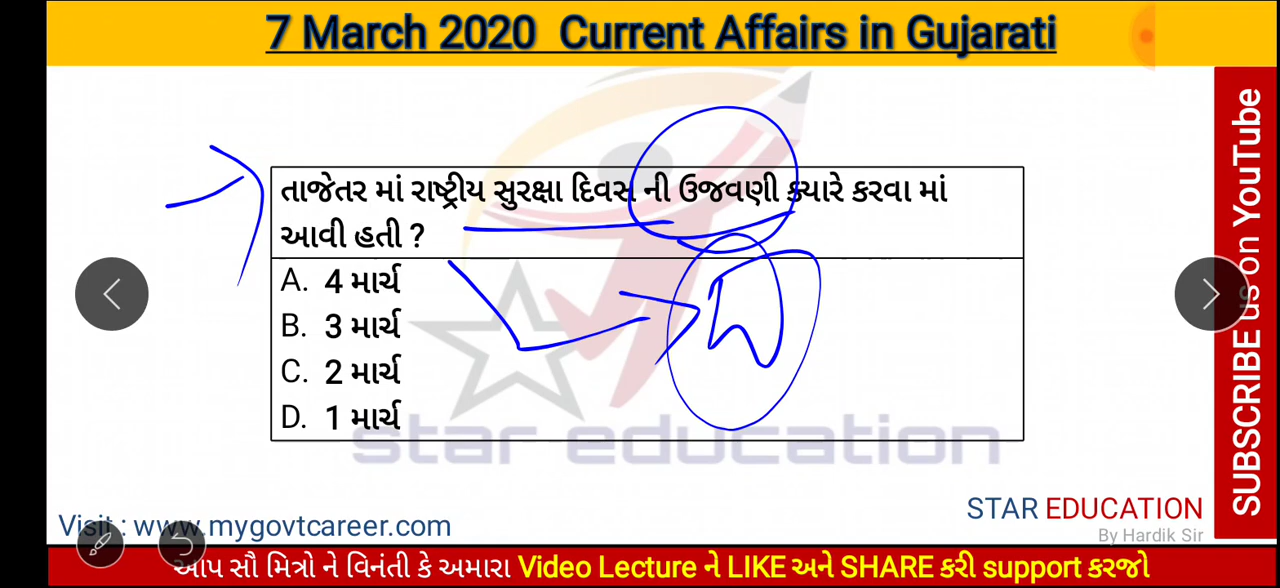 7 March 2020 Current Affairs in Gujarati
તાજેતર માં રાષ્ટ્રીય સુરક્ષા દિવસ ની ઉજવણી ક્યારે કરવા માં
આવી હતી ?
A. 4 માર્ચ
B. 3 માર્ચ
C. 2 માર્ચ
D. 1 માર્ચ
star education
STAR EDUCATION
Visit : www.mygovtcareer.com
By Hardik Sir
આપ સૌ મિત્રો ને વિનંતી કે અમારા Video Lecture ને LIKE અને SHARE કરી support કરજો
SUBSCRIBE us on YouTube